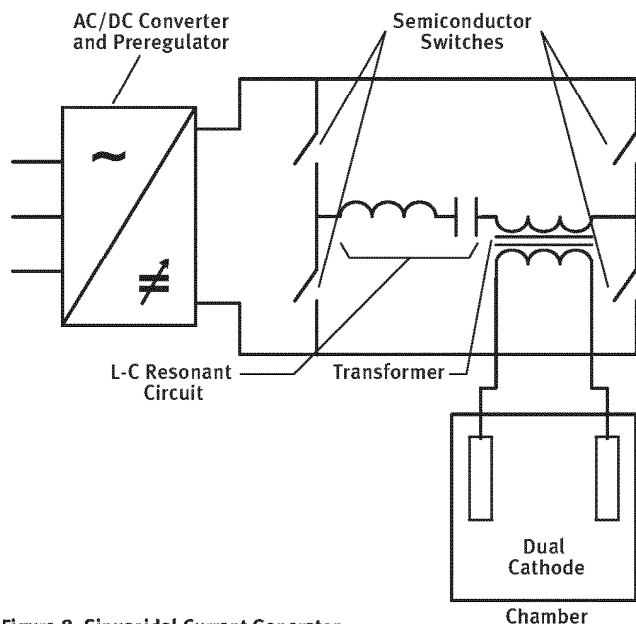 AC/DC Converter
and Preregulator
Semiconductor
Switches
L-C Resonant
Circuit
Transformer
Dual
Cathode
Chamber